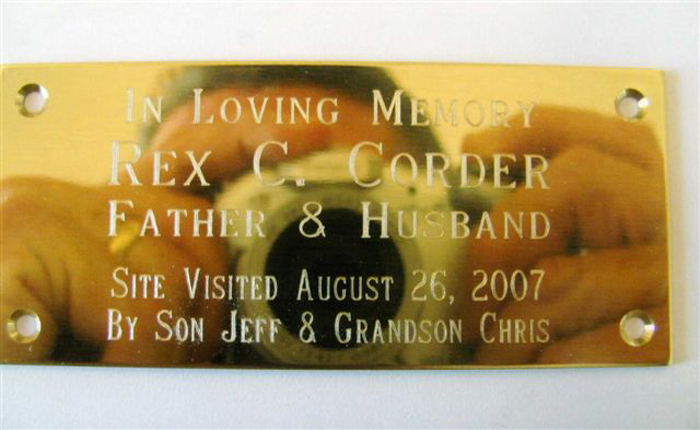 In Loving Memory
Rex C. Corder
Father & Husband
Site Visited August 26, 2007
By Son Jeff & Grandson Chris